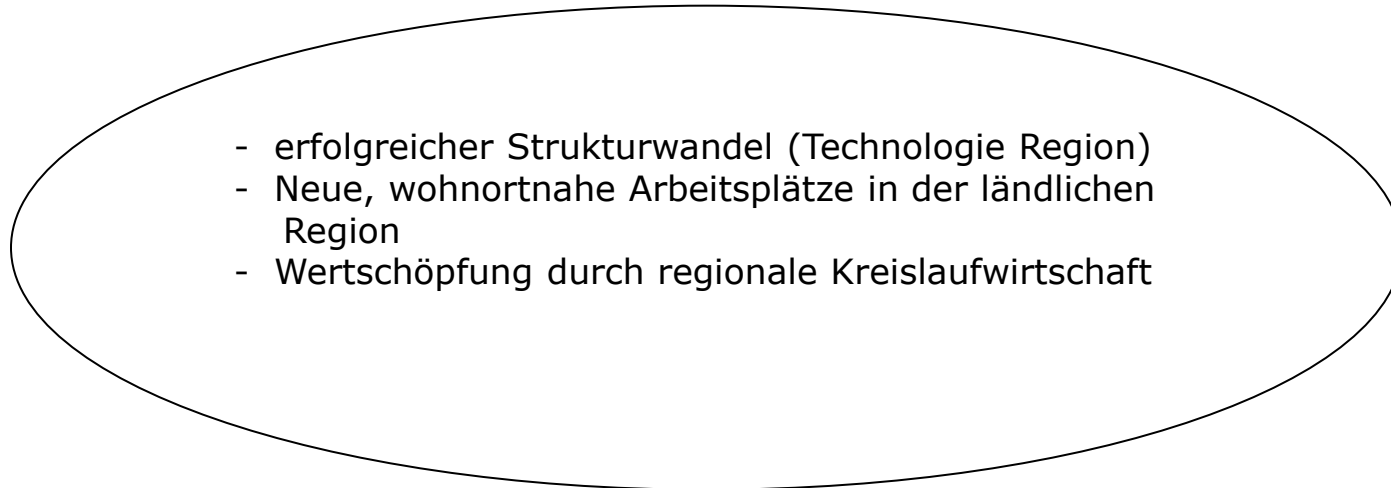 - erfolgreicher Strukturwandel (Technologie Region)
- Neue, wohnortnahe Arbeitsplätze in der ländlichen
Region
- Wertschöpfung durch regionale Kreislaufwirtschaft